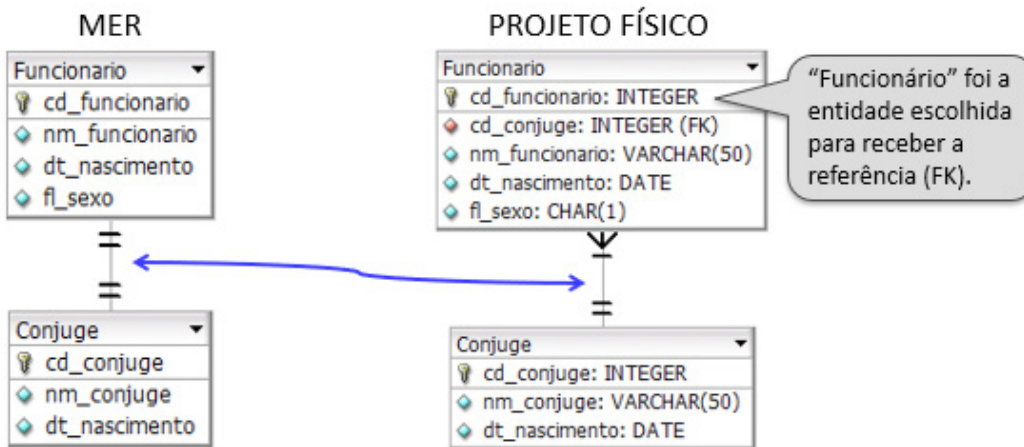 MER
Funcionario
cd_funcionario
nm_funcionario
dt_nascimento
fl_sexo
Conjuge
cd_conjuge
nm_conjuge
dt_nascimento
PROJETO FÍSICO
Funcionario
cd_funcionario: INTEGER
cd_conjuge: INTEGER (FK)
nm_funcionario: VARCHAR(50)
dt_nascimento: DATE
fl_sexo: CHAR(1)
“Funcionário” foi a
entidade escolhida
para receber a
referência (FK).
Conjuge
cd_conjuge: INTEGER
nm_conjuge: VARCHAR(50)
dt_nascimento: DATE